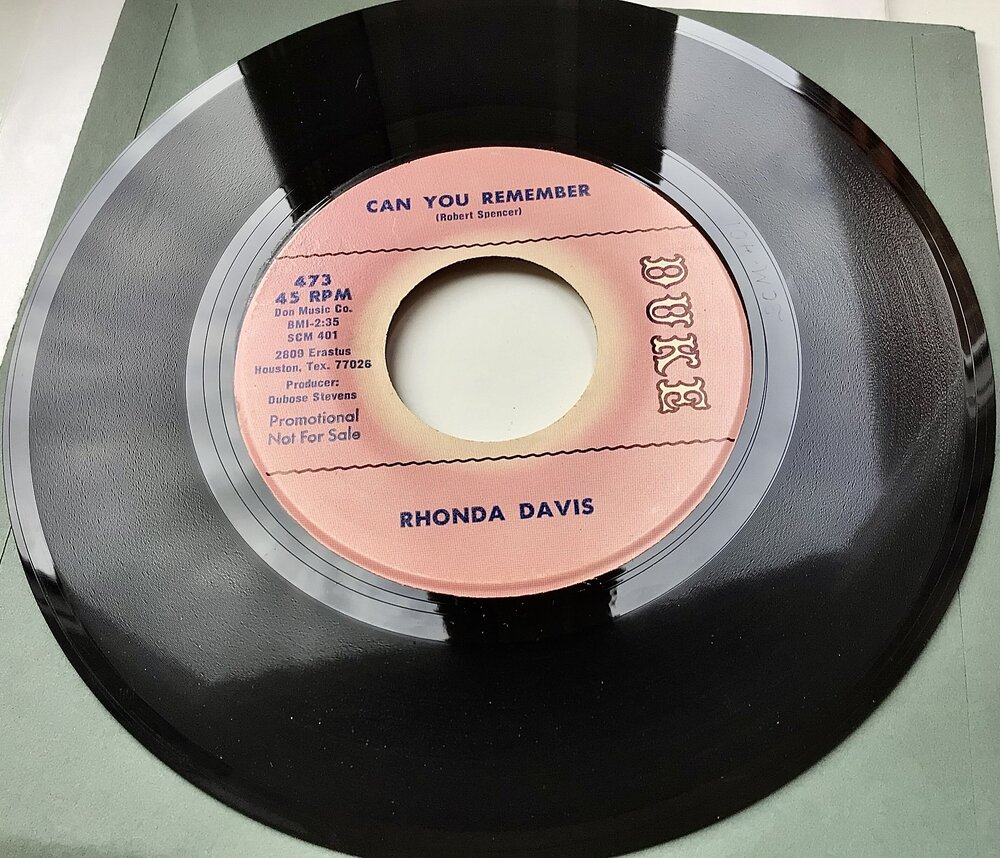 CAN YOU REMEMBER
(Robert Spencer)
473
45 RPM
Don Music Co.
BMI-2:35
SCM 401
2809 Erastus
Houston, Tex. 77026
Producer:
Dubose Stevens
Promotional
Not For Sale
DUKE
RHONDA DAVIS